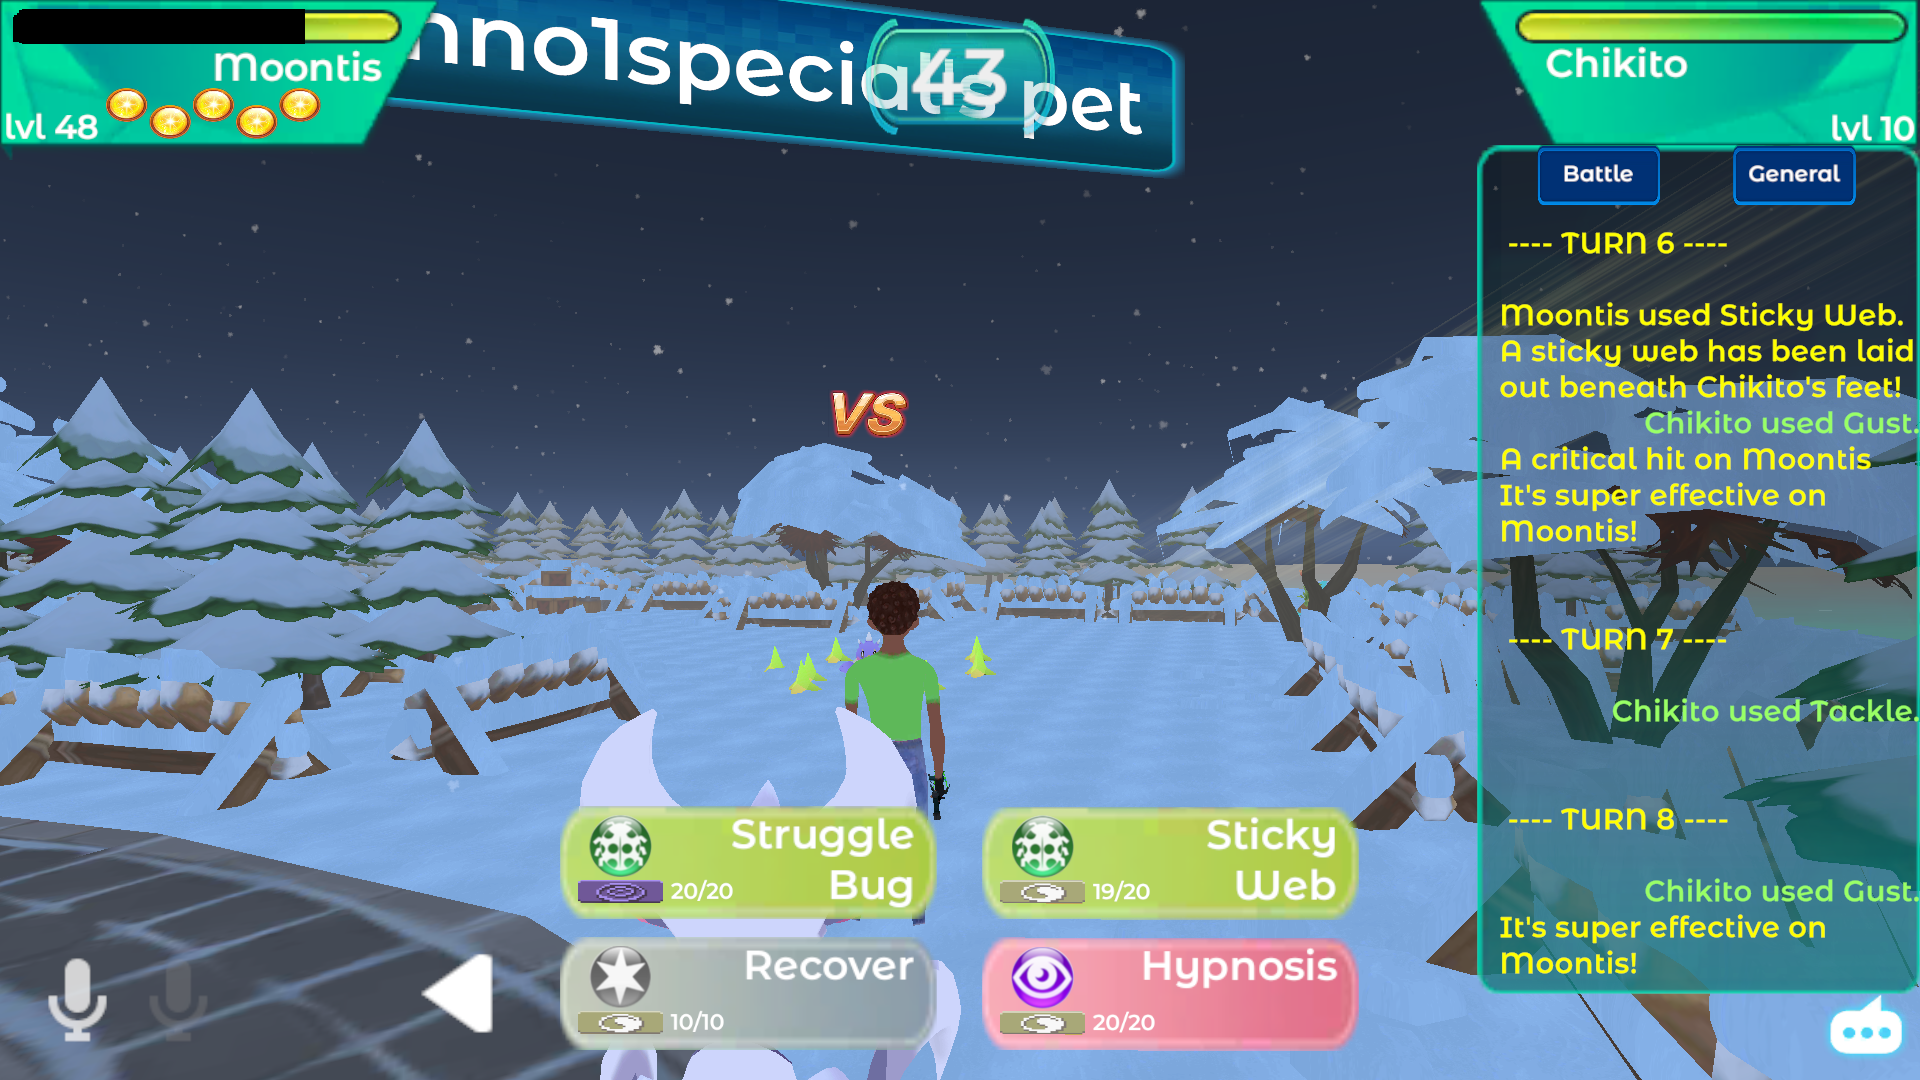 Moontis
lvl 48
nno1special's pet
43
Chikito
lvl 10
Battle
General
---- TURN 6 ----
Moontis used Sticky Web.
A sticky web has been laid
out beneath Chikito's feet!
Chikito used Gust.
A critical hit on Moontis
It's super effective on
Moontis!
---- TURN 7 ----
Chikito used Tackle.
---- TURN 8 ----
Chikito used Gust.
It's super effective on
Moontis!
VS
Struggle
Bug
20/20
Sticky
Web
19/20
Recover
10/10
Hypnosis
20/20